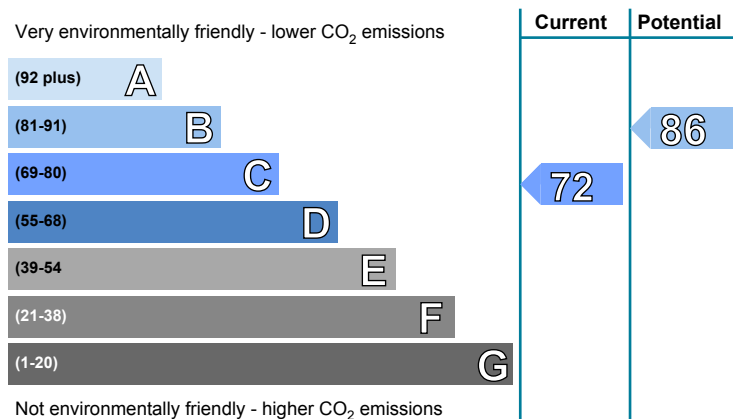 Current Potential
Very environmentally friendly - lower CO₂ emissions
(92 plus) A
(81-91) B
86
(69-80) C
72
(55-68) D
(39-54 E
(21-38) F
(1-20) G
Not environmentally friendly - higher CO₂ emissions